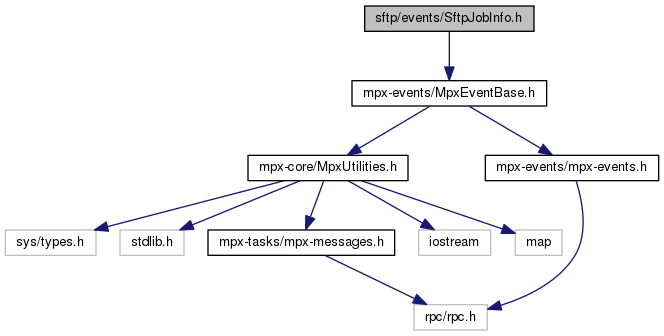 sftp/events/SftpJobInfo.h
mpx-events/MpxEventBase.h
mpx-core/MpxUtilities.h
mpx-events/mpx-events.h
sys/types.h
stdlib.h
mpx-tasks/mpx-messages.h
iostream
map
rpc/rpc.h